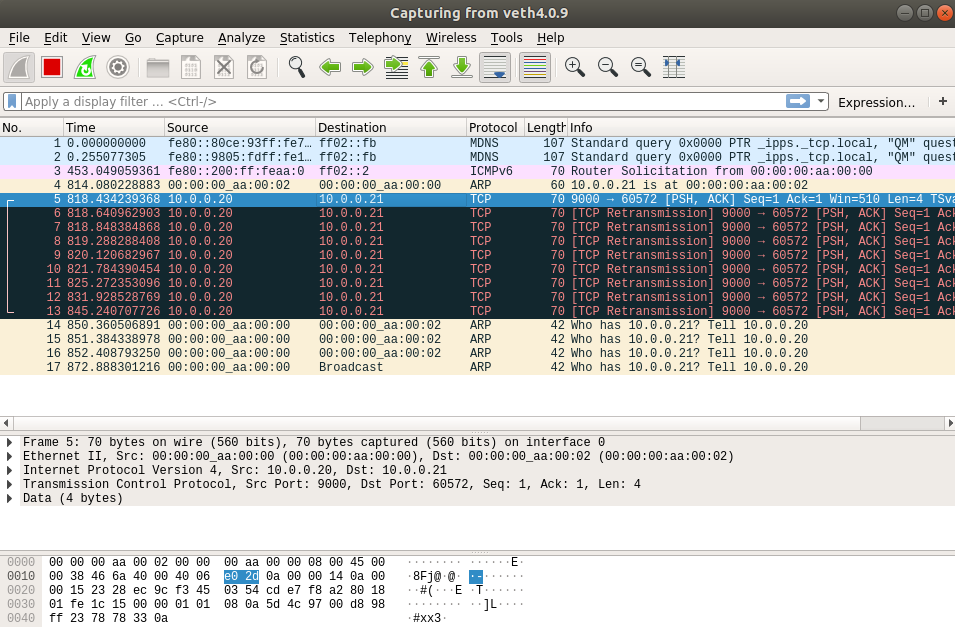 Capturing from veth4.0.9
File Edit View Go Capture Analyze Statistics Telephony Wireless Tools Help
Apply a display filter … <Ctrl-/> Expression… +
No. Time Source Destination Protocol Length Info
1 0.000000000 fe80::80ce:93ff:fe7… ff02::fb MDNS 107 Standard query 0x0000 PTR _ipps._tcp.local, "QM" quest
2 0.255077305 fe80::9805:fdff:fe1… ff02::fb MDNS 107 Standard query 0x0000 PTR _ipps._tcp.local, "QM" quest
3 453.049059361 fe80::200:ff:feaa:0 ff02::2 ICMPv6 70 Router Solicitation from 00:00:00:aa:00:00
4 814.080228883 00:00:00_aa:00:02 00:00:00_aa:00:00 ARP 60 10.0.0.21 is at 00:00:00:aa:00:02
5 818.434239368 10.0.0.20 10.0.0.21 TCP 70 9000 → 60572 [PSH, ACK] Seq=1 Ack=1 Win=510 Len=4 TSva
6 818.640962903 10.0.0.20 10.0.0.21 TCP 70 [TCP Retransmission] 9000 → 60572 [PSH, ACK] Seq=1 Ack
7 818.848384868 10.0.0.20 10.0.0.21 TCP 70 [TCP Retransmission] 9000 → 60572 [PSH, ACK] Seq=1 Ack
8 819.288288408 10.0.0.20 10.0.0.21 TCP 70 [TCP Retransmission] 9000 → 60572 [PSH, ACK] Seq=1 Ack
9 820.120682967 10.0.0.20 10.0.0.21 TCP 70 [TCP Retransmission] 9000 → 60572 [PSH, ACK] Seq=1 Ack
10 821.784390454 10.0.0.20 10.0.0.21 TCP 70 [TCP Retransmission] 9000 → 60572 [PSH, ACK] Seq=1 Ack
11 825.272353096 10.0.0.20 10.0.0.21 TCP 70 [TCP Retransmission] 9000 → 60572 [PSH, ACK] Seq=1 Ack
12 831.928528769 10.0.0.20 10.0.0.21 TCP 70 [TCP Retransmission] 9000 → 60572 [PSH, ACK] Seq=1 Ack
13 845.240707726 10.0.0.20 10.0.0.21 TCP 70 [TCP Retransmission] 9000 → 60572 [PSH, ACK] Seq=1 Ack
14 850.360506891 00:00:00_aa:00:00 00:00:00_aa:00:02 ARP 42 Who has 10.0.0.21? Tell 10.0.0.20
15 851.384338978 00:00:00_aa:00:00 00:00:00_aa:00:02 ARP 42 Who has 10.0.0.21? Tell 10.0.0.20
16 852.408793250 00:00:00_aa:00:00 00:00:00_aa:00:02 ARP 42 Who has 10.0.0.21? Tell 10.0.0.20
17 872.888301216 00:00:00_aa:00:00 Broadcast ARP 42 Who has 10.0.0.21? Tell 10.0.0.20
Frame 5: 70 bytes on wire (560 bits), 70 bytes captured (560 bits) on interface 0
Ethernet II, Src: 00:00:00_aa:00:00 (00:00:00:aa:00:00), Dst: 00:00:00_aa:00:02 (00:00:00:aa:00:02)
Internet Protocol Version 4, Src: 10.0.0.20, Dst: 10.0.0.21
Transmission Control Protocol, Src Port: 9000, Dst Port: 60572, Seq: 1, Ack: 1, Len: 4
Data (4 bytes)
0000 00 00 00 aa 00 02 00 00 00 aa 00 00 08 00 45 00 ········ ······E·
0010 00 38 46 6a 40 00 40 06 e0 2d 0a 00 00 14 0a 00 ·8Fj@·@· ·-······
0020 00 15 23 28 ec 9c f3 45 03 54 cd e7 f8 a2 80 18 ··#(···E ·T······
0030 01 fe 1c 15 00 00 01 01 08 0a 5d 4c 97 00 d8 98 ········ ··]L····
0040 ff 23 78 78 33 0a ·#xx3·